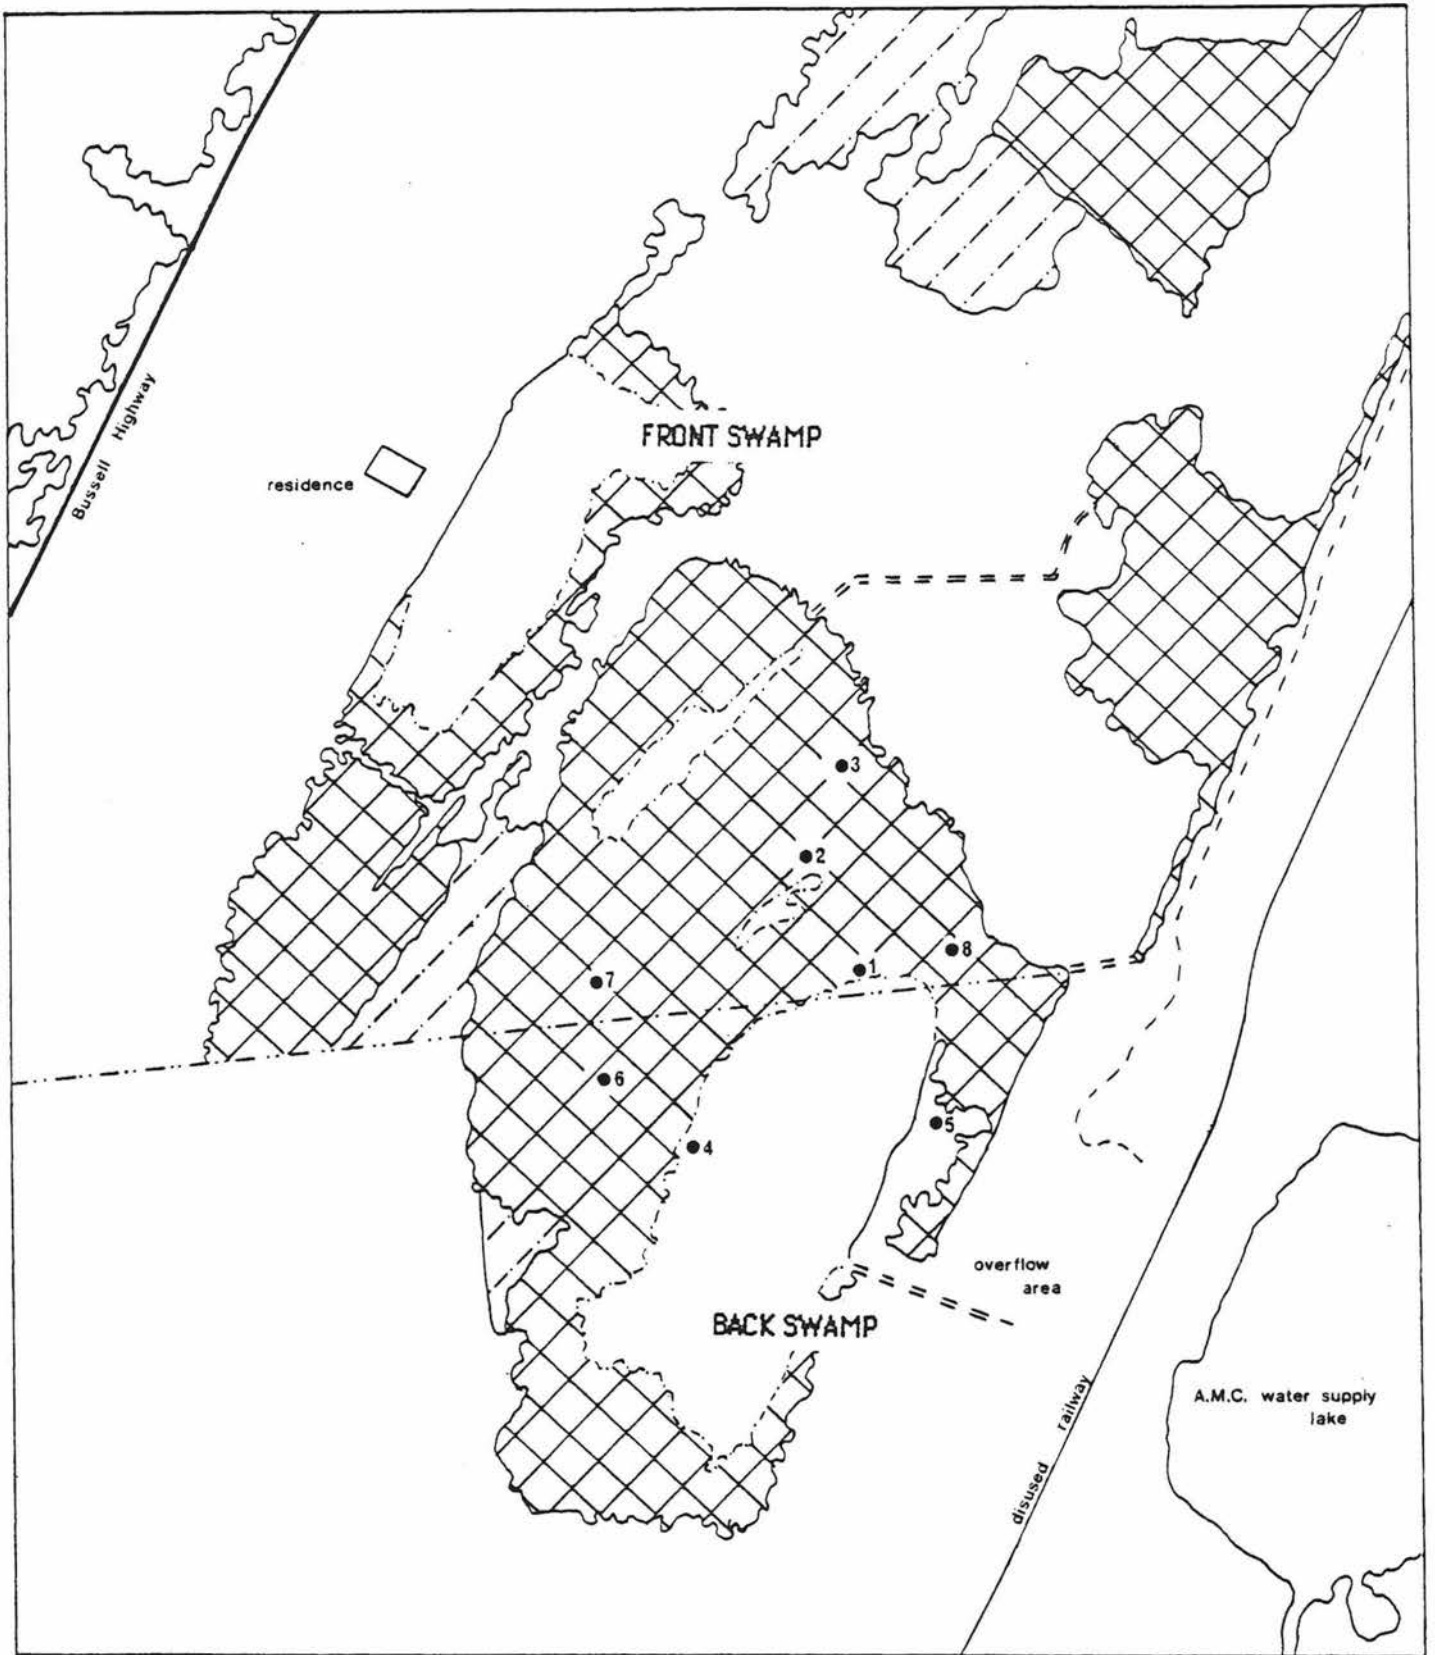 Bussell Highway
residence
FRONT SWAMP
3
2
8
1
7
6
5
4
overflow
area
BACK SWAMP
A.M.C. water supply
lake
disused railway